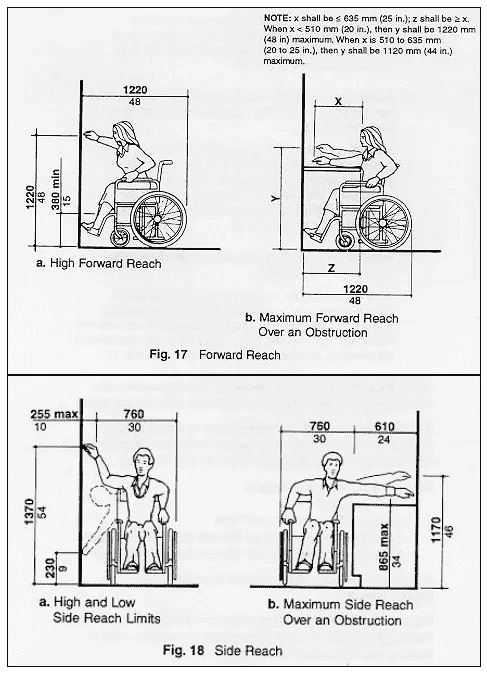 NOTE: x shall be ≤ 635 mm (25 in.); z shall be ≥ x.
When x < 510 mm (20 in.), then y shall be 1220 mm
(48 in) maximum. When x is 510 to 635 mm
(20 to 25 in.), then y shall be 1120 mm (44 in.)
maximum.
1220
48
X
1220
48
380 min
15
Y
Z
a. High Forward Reach
1220
48
b. Maximum Forward Reach
Over an Obstruction
Fig. 17 Forward Reach
255 max
10
760
30
760
30
610
24
1370
54
230
9
865 max
34
1170
46
a. High and Low
Side Reach Limits
b. Maximum Side Reach
Over an Obstruction
Fig. 18 Side Reach